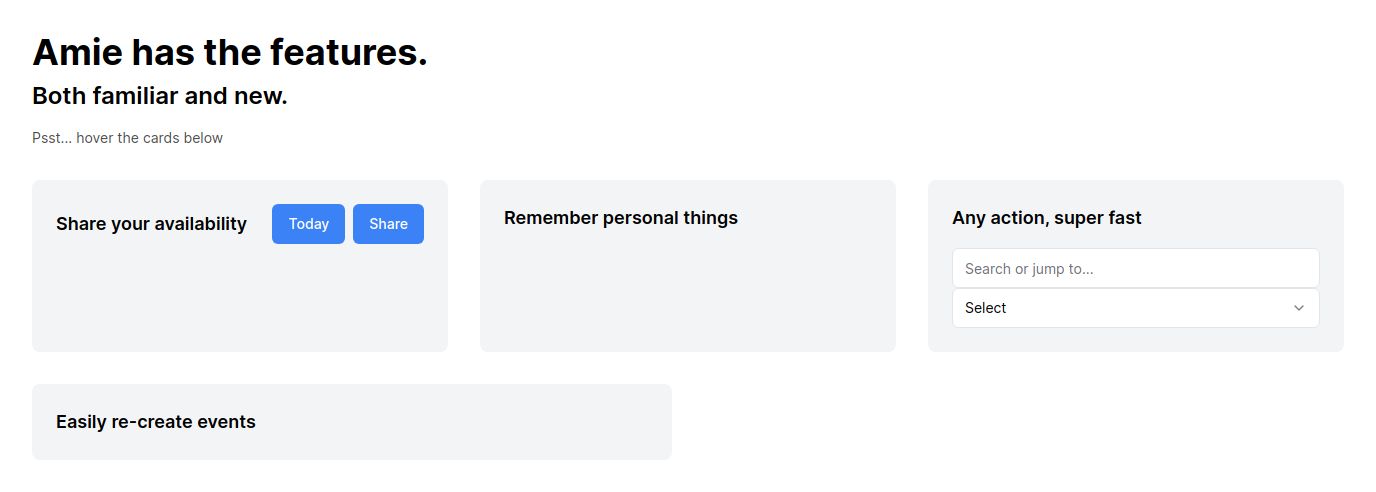 Amie has the features.
Both familiar and new.
Psst... hover the cards below
Share your availability
Today
Share
Remember personal things
Any action, super fast
Search or jump to...
Select
Easily re-create events